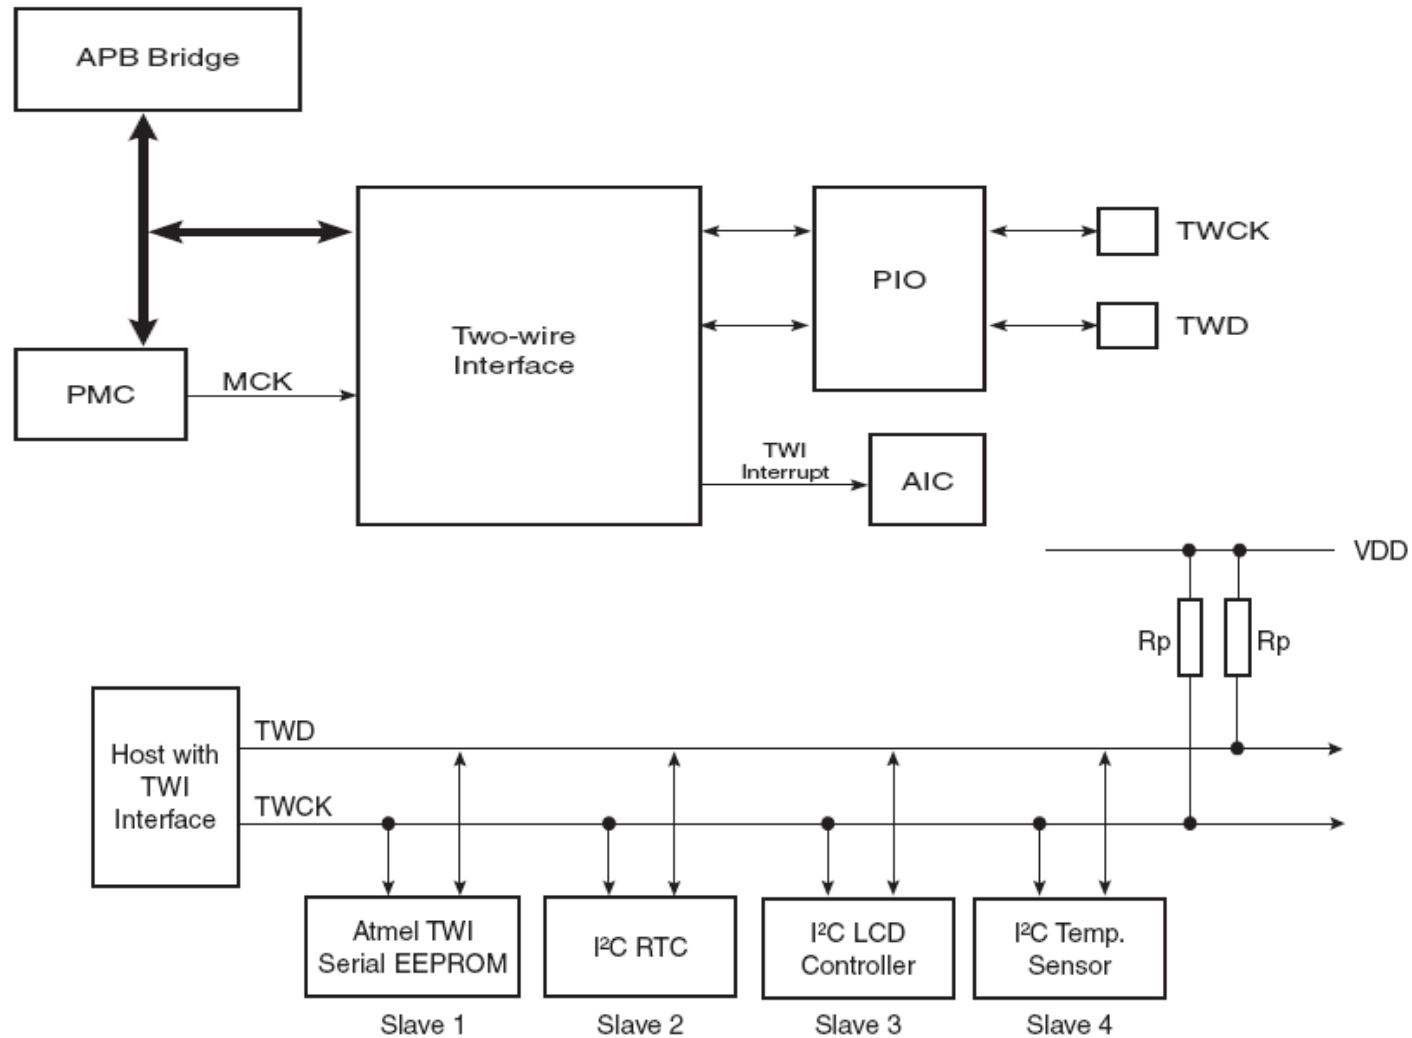 APB Bridge
TWCK
PIO
Two-wire
Interface
TWD
PMC
MCK
TWI
Interrupt
AIC
VDD
Rp
Rp
Host with
TWI
Interface
TWD
TWCK
Atmel TWI
Serial EEPROM
I²C RTC
I²C LCD
Controller
I²C Temp.
Sensor
Slave 1
Slave 2
Slave 3
Slave 4